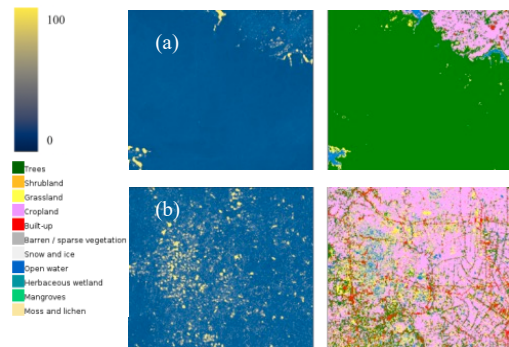 100
0
(a)
Trees
Shrubland
Grassland
Cropland
Built-up
Barren / sparse vegetation
Snow and ice
Open water
Herbaceous wetland
Mangroves
Moss and lichen
(b)